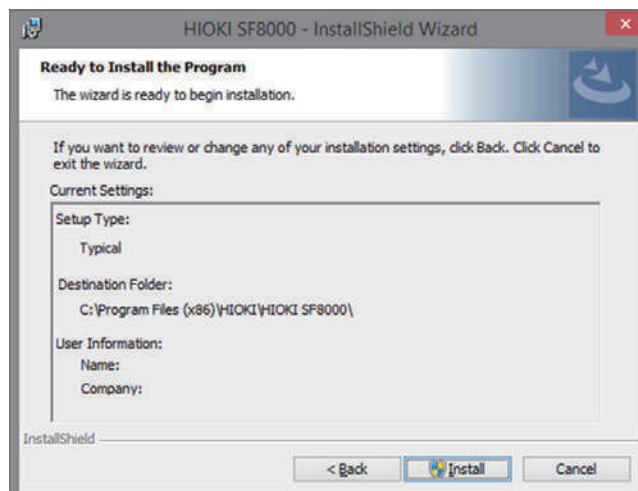 HIOKI SF8000 - InstallShield Wizard
Ready to Install the Program
The wizard is ready to begin installation.
If you want to review or change any of your installation settings, click Back. Click Cancel to
exit the wizard.
Current Settings:
Setup Type:
Typical
Destination Folder:
C:\Program Files (x86)\HIOKI\HIOKI SF8000\
User Information:
Name:
Company:
InstallShield
< Back
Install
Cancel